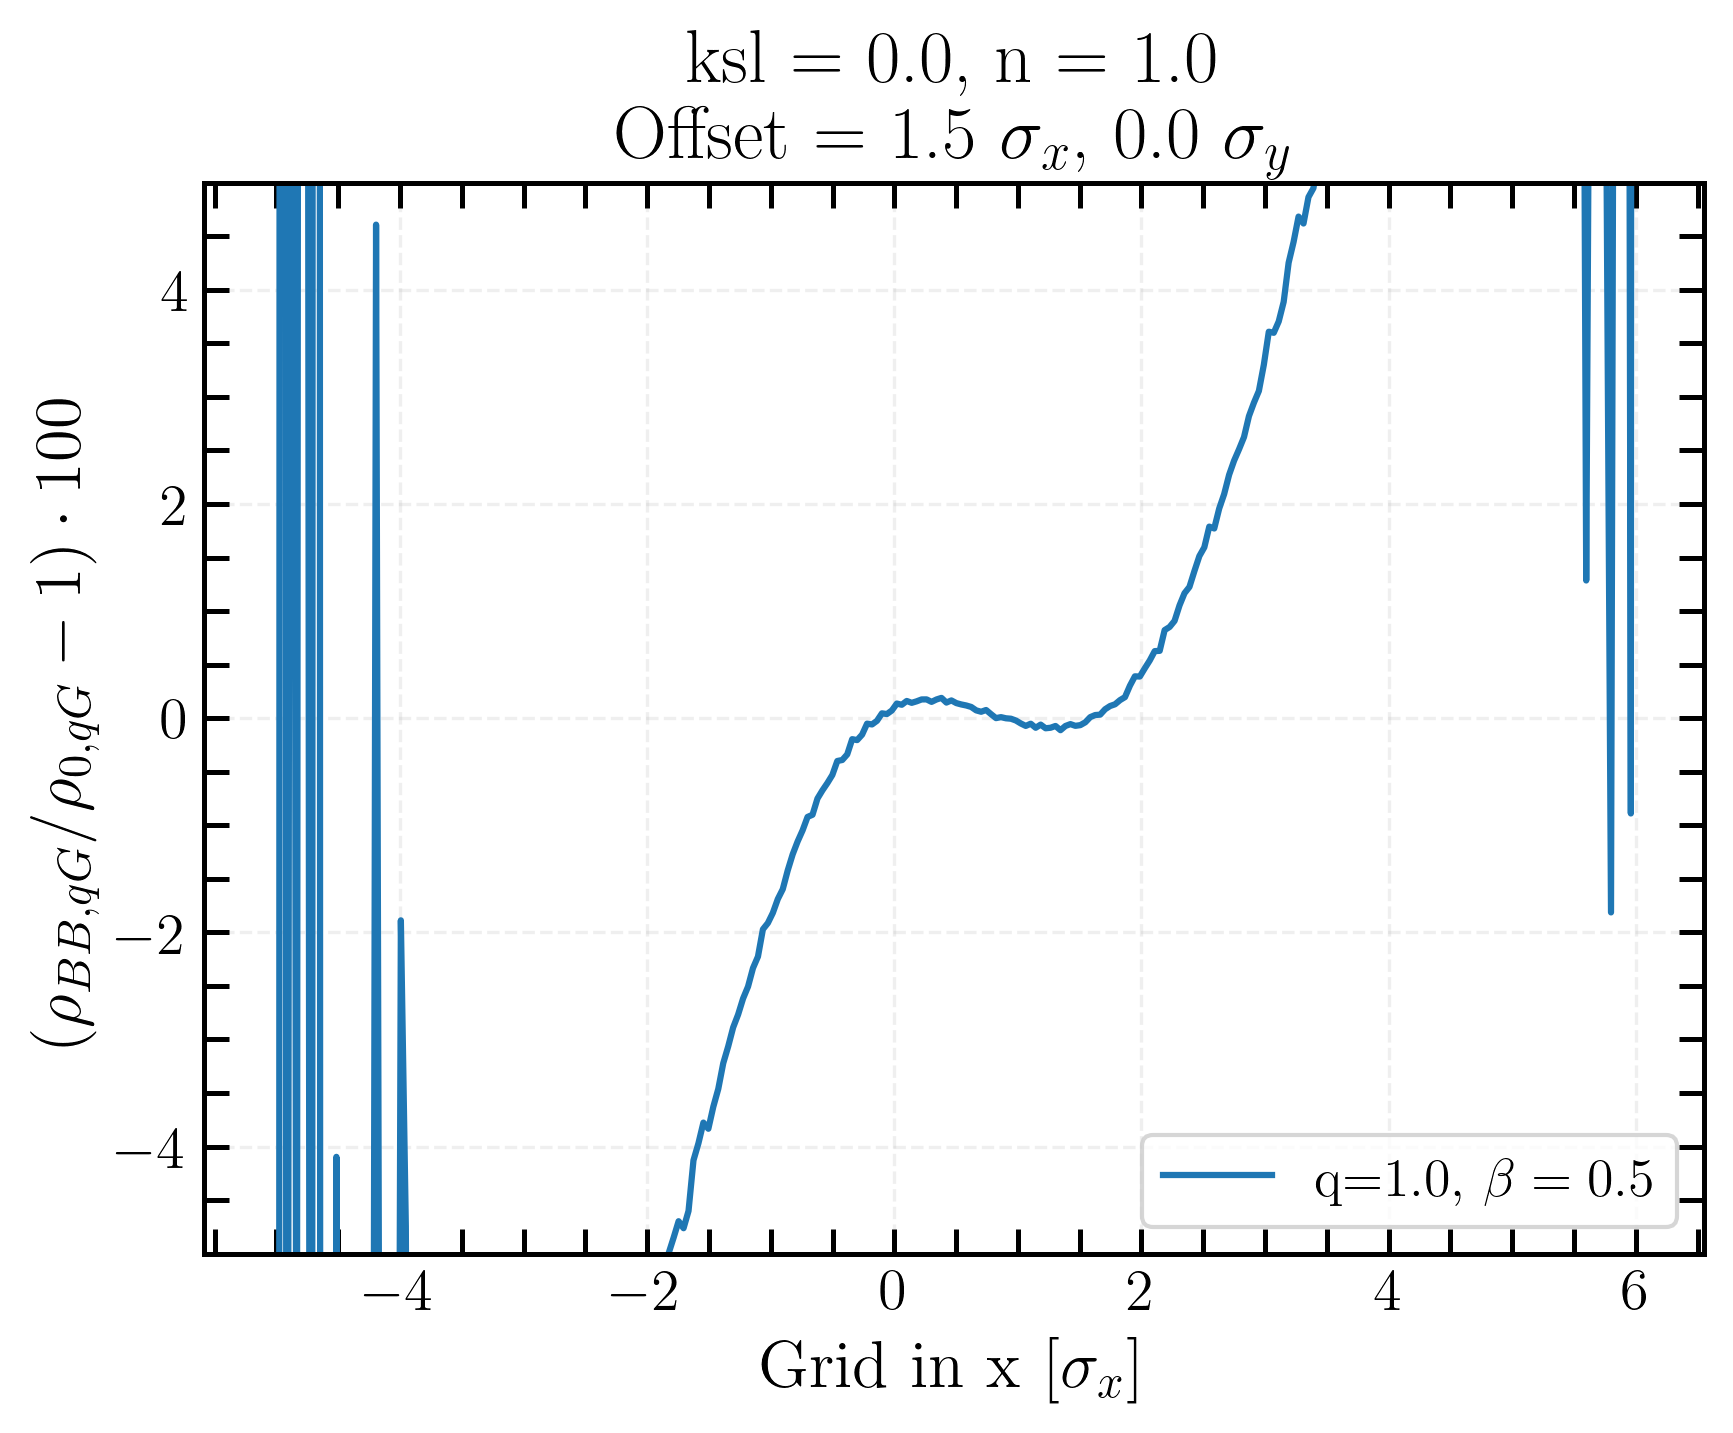 ksl = 0.0, n = 1.0
Offset = 1.5 σ_x, 0.0 σ_y
(ρ_{BB,qG}/ρ_{0,qG} − 1) · 100
4
2
0
−2
−4
q=1.0, β = 0.5
−4 −2 0 2 4 6
Grid in x [σ_x]